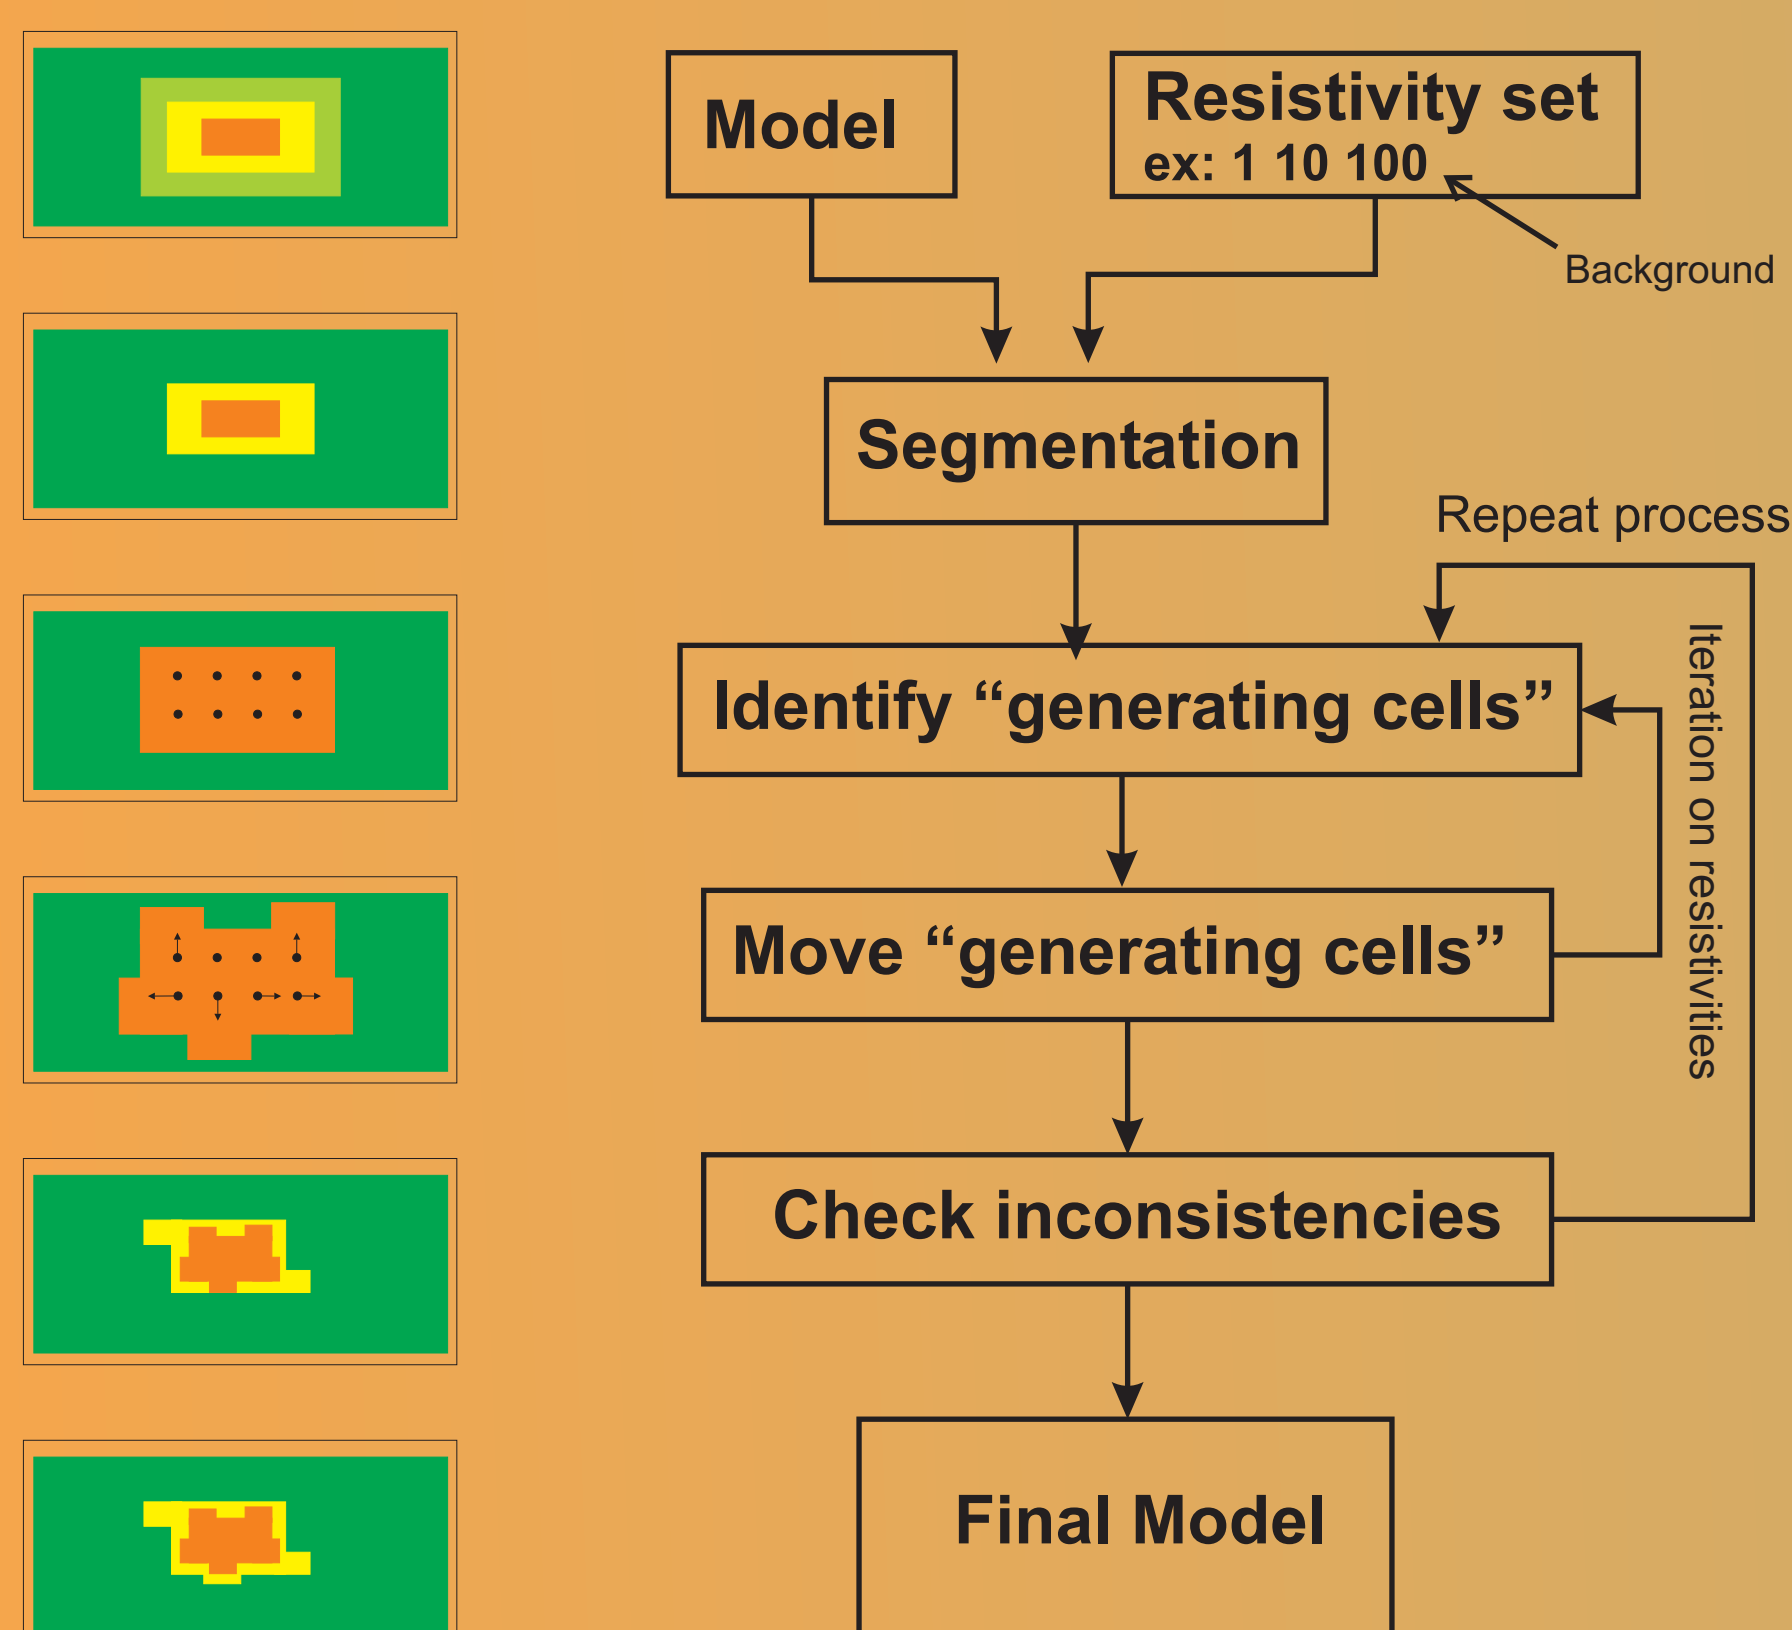 Model
Resistivity set
ex: 1 10 100
Background
Segmentation
Repeat process
Identify “generating cells”
Iteration on resistivities
Move “generating cells”
Check inconsistencies
Final Model